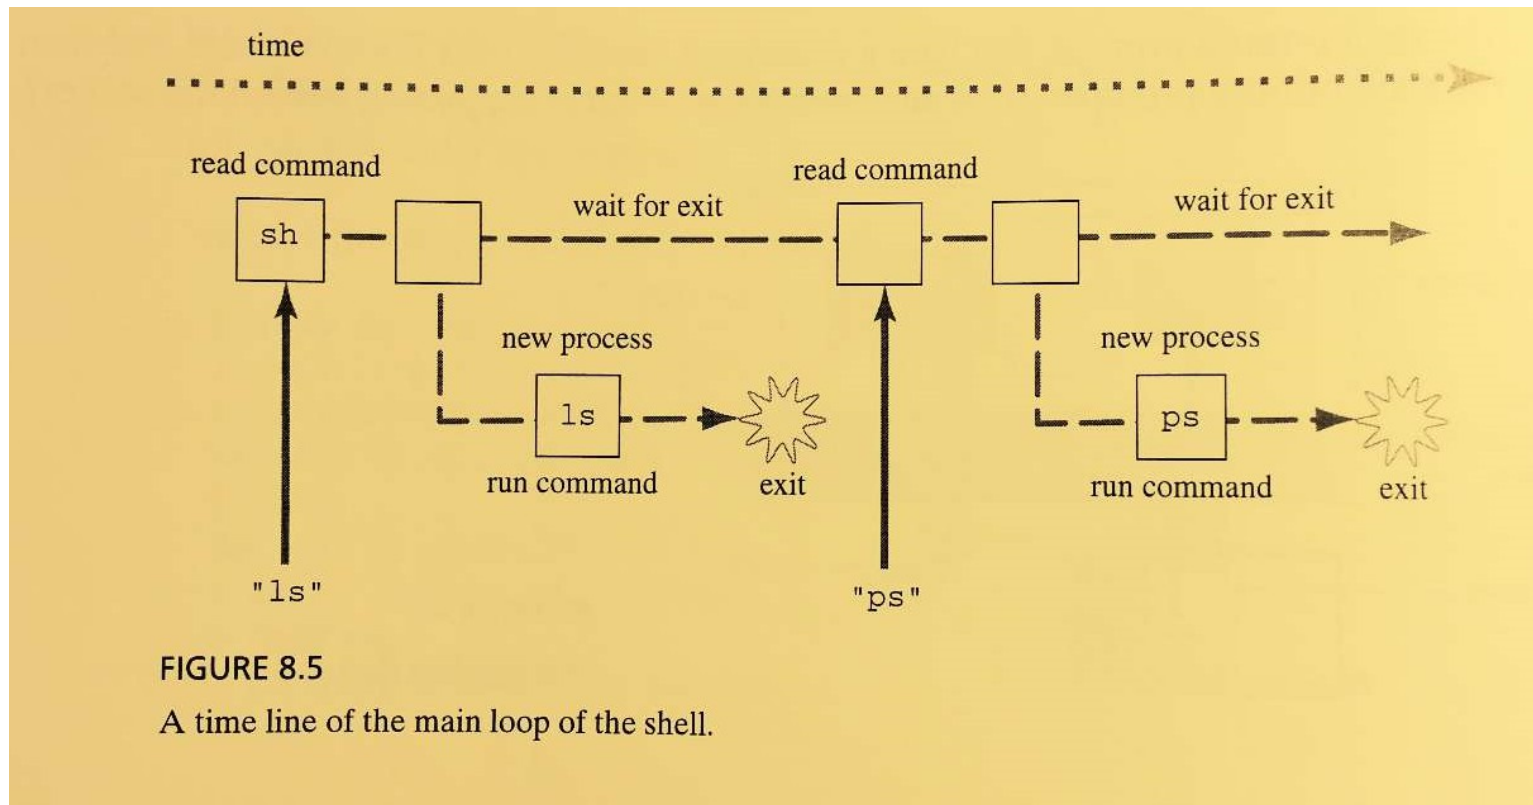 time
read command
read command
sh
wait for exit
wait for exit
new process
new process
ls
ps
run command
exit
run command
exit
"ls"
"ps"
FIGURE 8.5
A time line of the main loop of the shell.